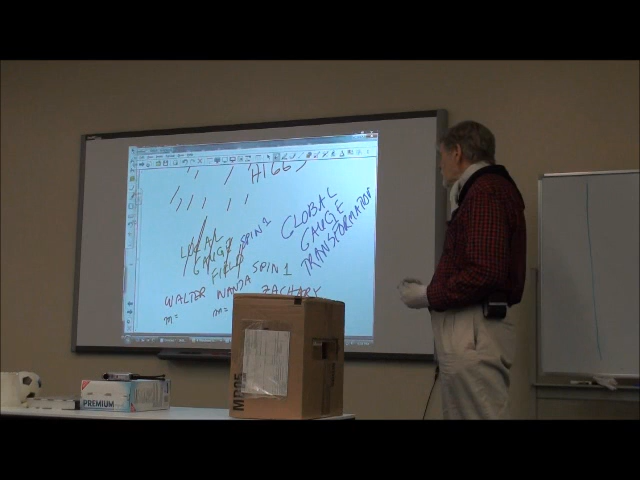 HIGGS
GLOBAL
GAUGE
TRANSFORMATION
LOCAL
GAUGE SPIN 1
FIELD SPIN 1
WALTER WANDA ZACHARY
m= m=
PREMIUM